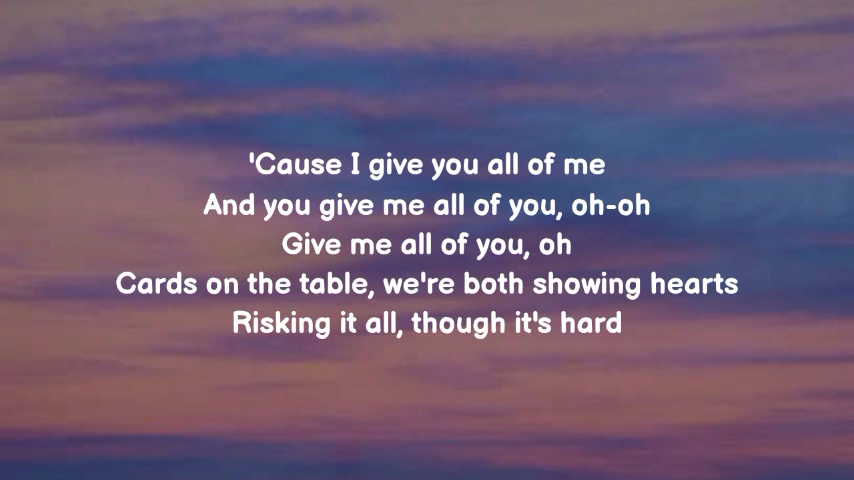 'Cause I give you all of me
And you give me all of you, oh-oh
Give me all of you, oh
Cards on the table, we're both showing hearts
Risking it all, though it's hard